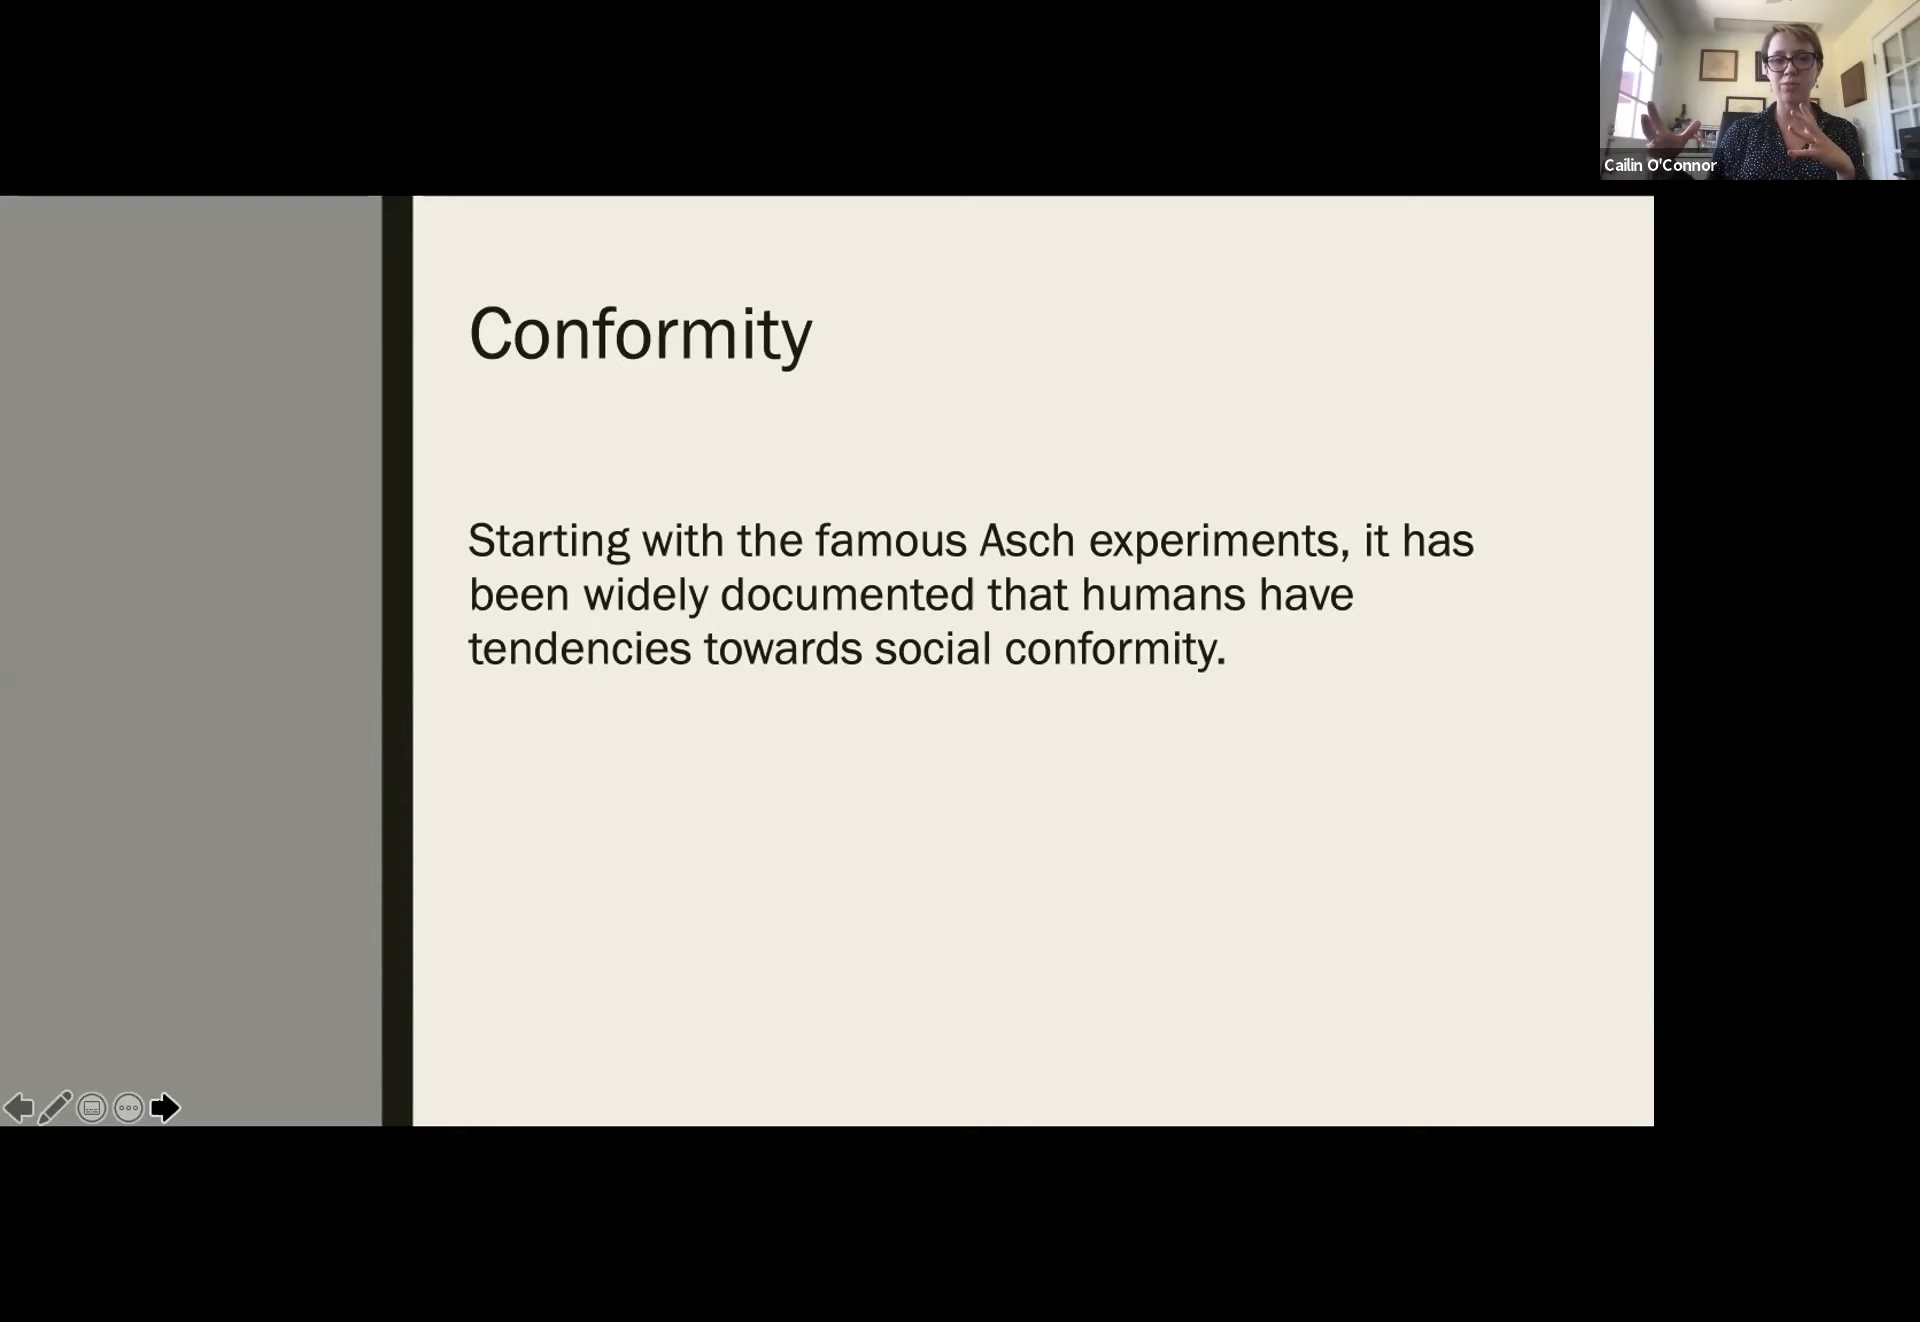 Cailin O'Connor
Conformity
Starting with the famous Asch experiments, it has
been widely documented that humans have
tendencies towards social conformity.